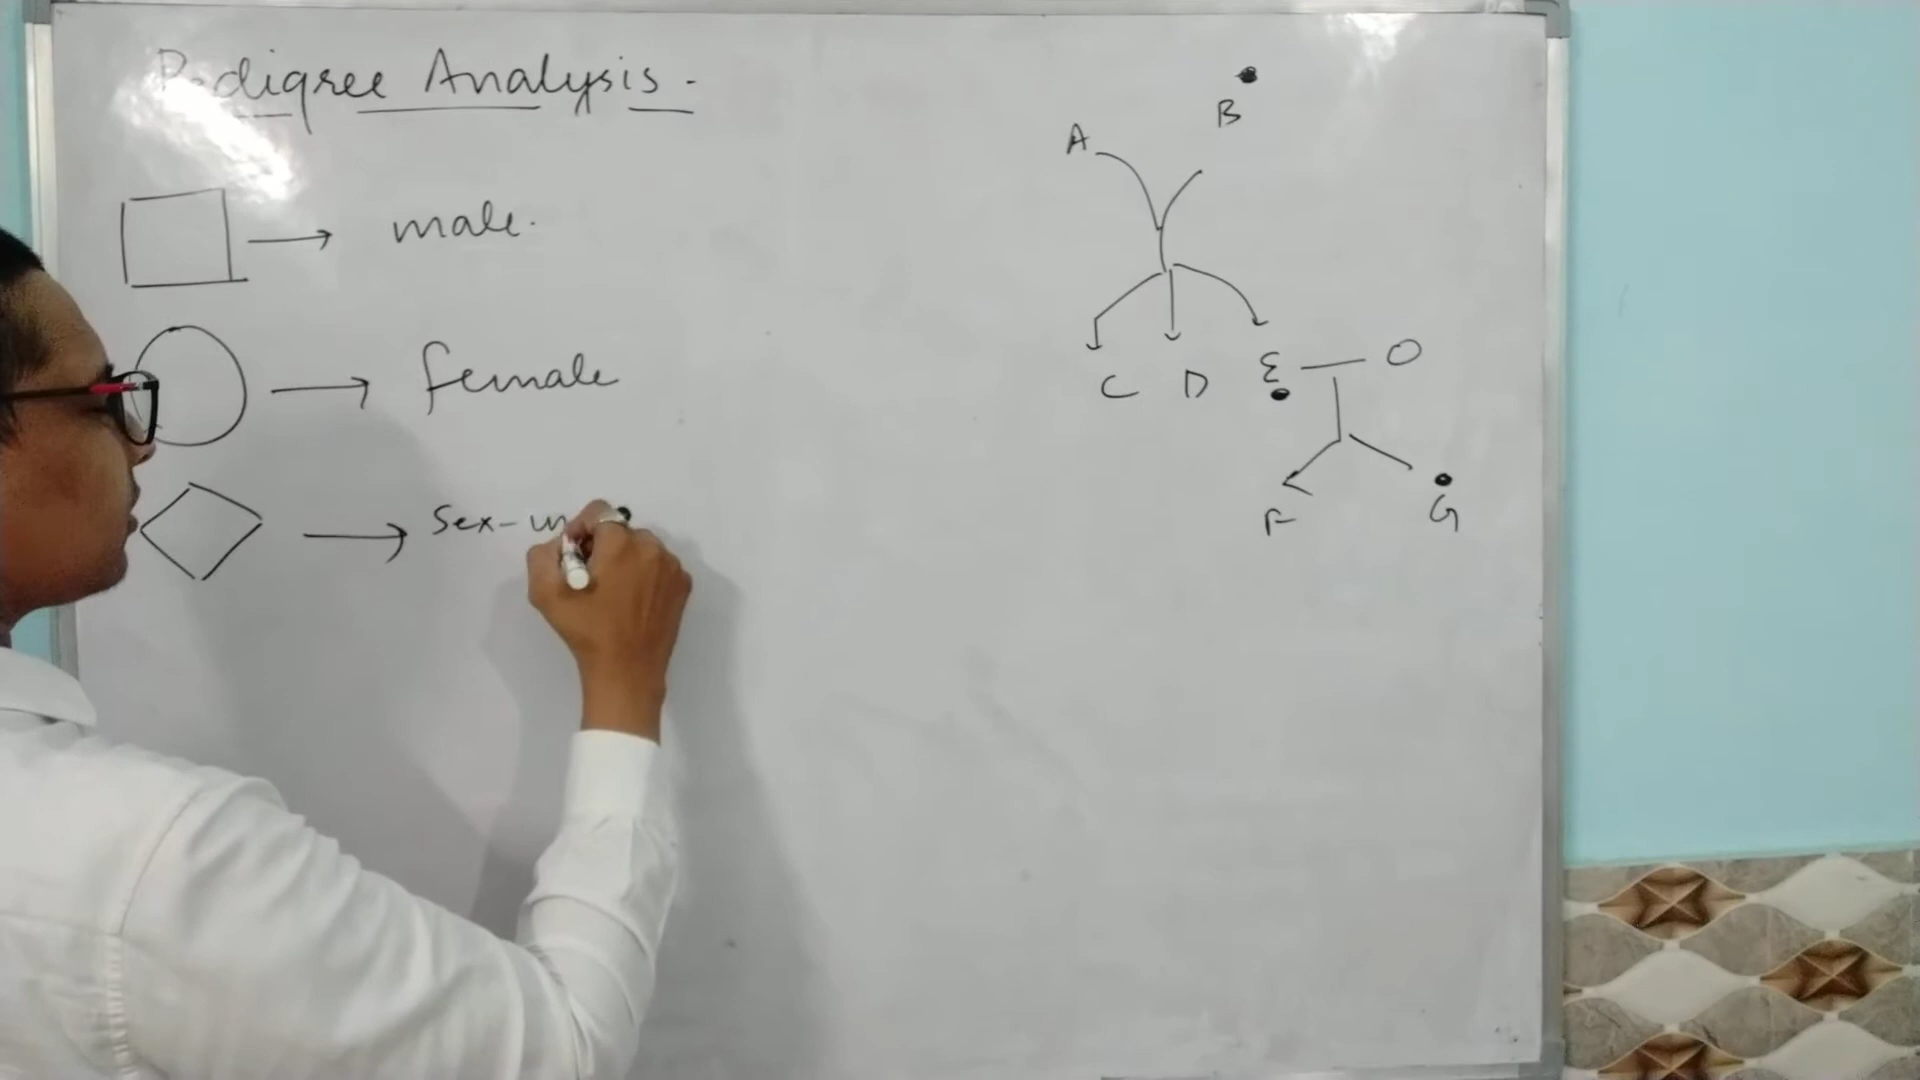 Pedigree Analysis -
male.
female
Sex-un
B
A
C D E O
F G